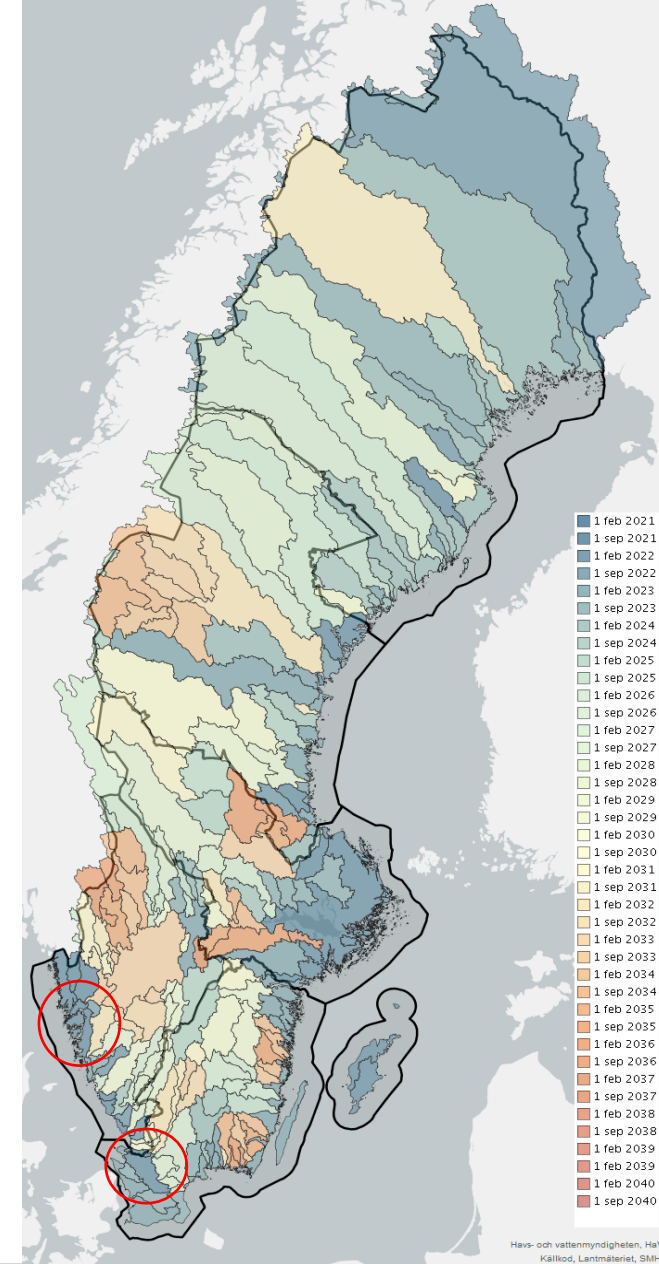 1 feb 2021
1 sep 2021
1 feb 2022
1 sep 2022
1 feb 2023
1 sep 2023
1 feb 2024
1 sep 2024
1 feb 2025
1 sep 2025
1 feb 2026
1 sep 2026
1 feb 2027
1 sep 2027
1 feb 2028
1 sep 2028
1 feb 2029
1 sep 2029
1 feb 2030
1 sep 2030
1 feb 2031
1 sep 2031
1 feb 2032
1 sep 2032
1 feb 2033
1 sep 2033
1 feb 2034
1 sep 2034
1 feb 2035
1 sep 2035
1 feb 2036
1 sep 2036
1 feb 2037
1 sep 2037
1 feb 2038
1 sep 2038
1 feb 2039
1 feb 2039
1 feb 2040
1 sep 2040
Havs- och vattenmyndigheten, HaV
Källkod, Lantmäteriet, SMH